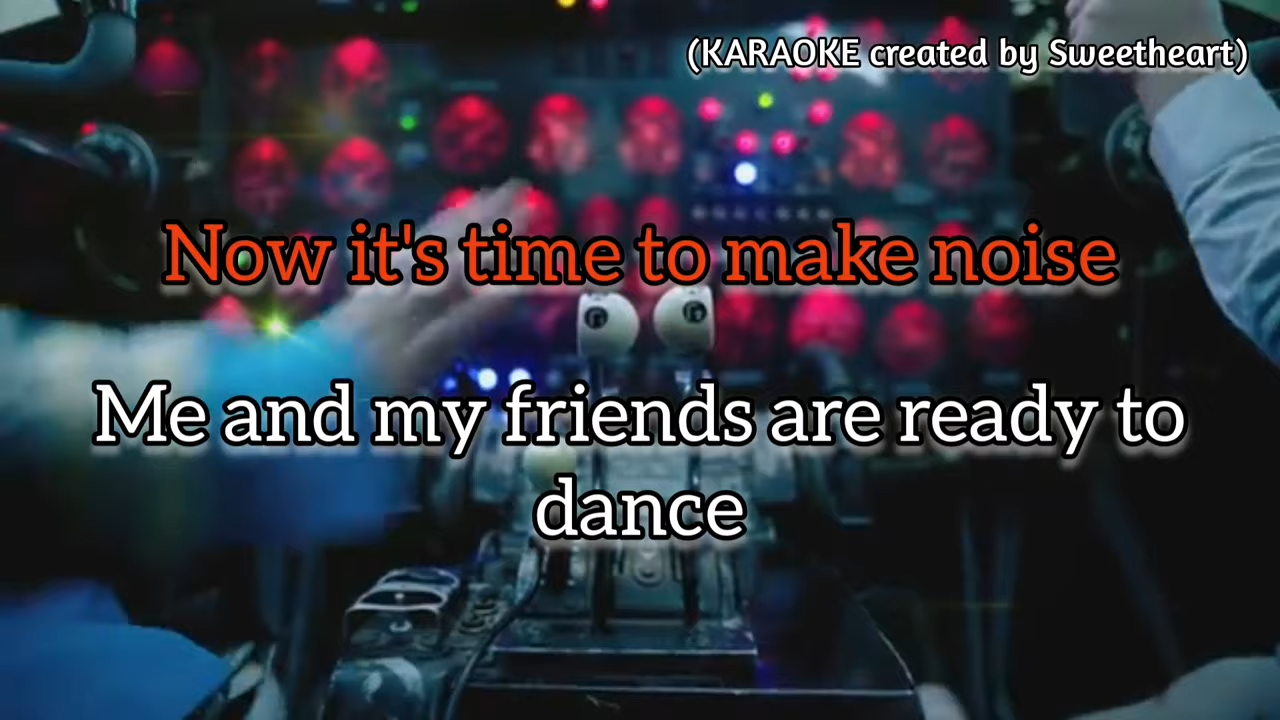 (KARAOKE created by Sweetheart)
Now it's time to make noise
Me and my friends are ready to
dance